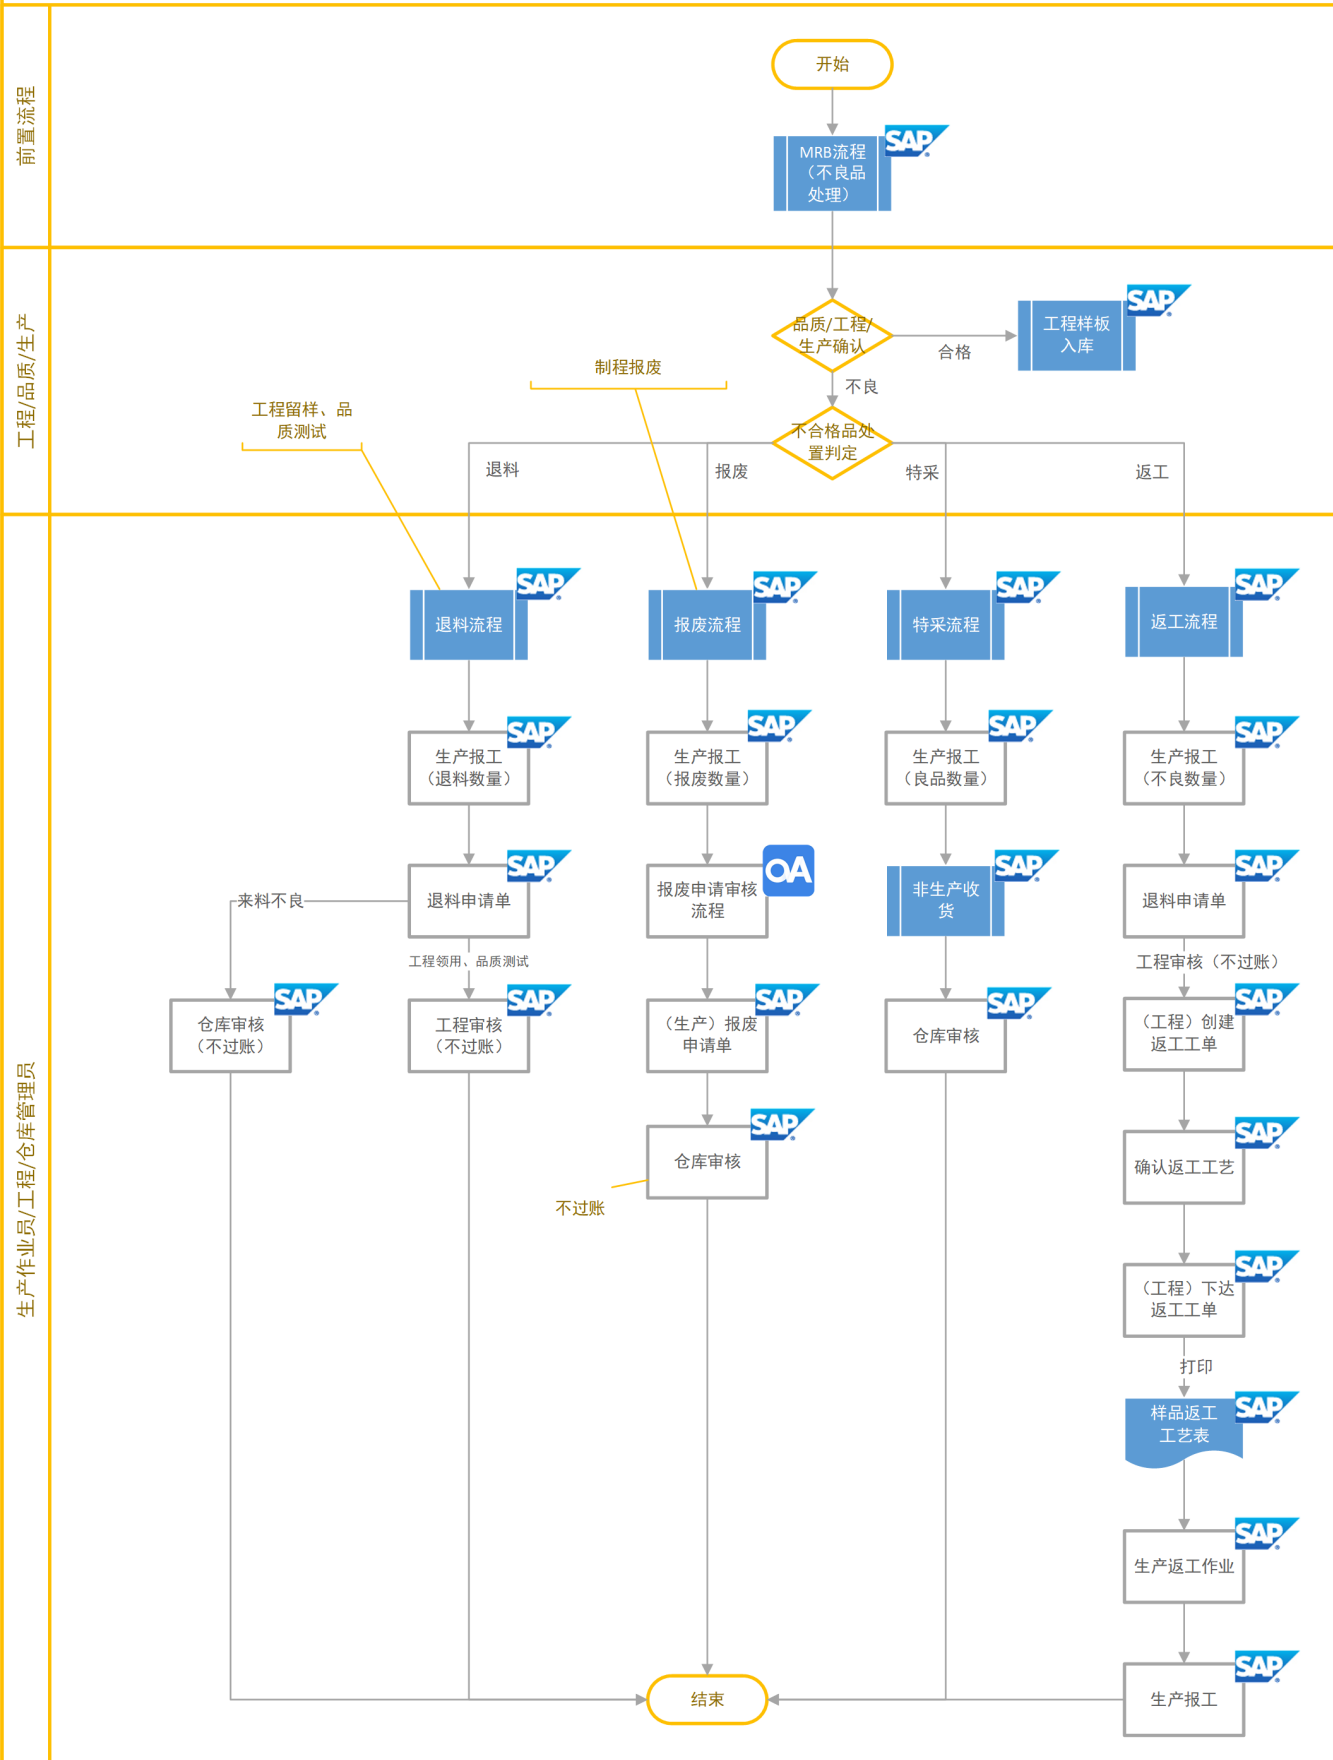 前置流程
开始
MRB流程
（不良品
处理）
SAP
工程/品质/生产
品质/工程/
生产确认
合格
工程样板
入库
SAP
不良
制程报废
工程留样、品
质测试
不合格品处
置判定
退料
报废
特采
返工
生产作业员/工程/仓库管理员
退料流程
SAP
报废流程
SAP
特采流程
SAP
返工流程
SAP
生产报工
（退料数量）
SAP
生产报工
（报废数量）
SAP
生产报工
（良品数量）
SAP
生产报工
（不良数量）
SAP
来料不良
退料申请单
SAP
报废申请审核
流程
OA
非生产收
货
SAP
退料申请单
SAP
工程领用、品质测试
工程审核（不过账）
仓库审核
（不过账）
SAP
工程审核
（不过账）
SAP
（生产）报废
申请单
SAP
仓库审核
SAP
（工程）创建
返工工单
SAP
仓库审核
SAP
不过账
确认返工工艺
SAP
（工程）下达
返工工单
SAP
打印
样品返工
工艺表
SAP
生产返工作业
SAP
结束
生产报工
SAP